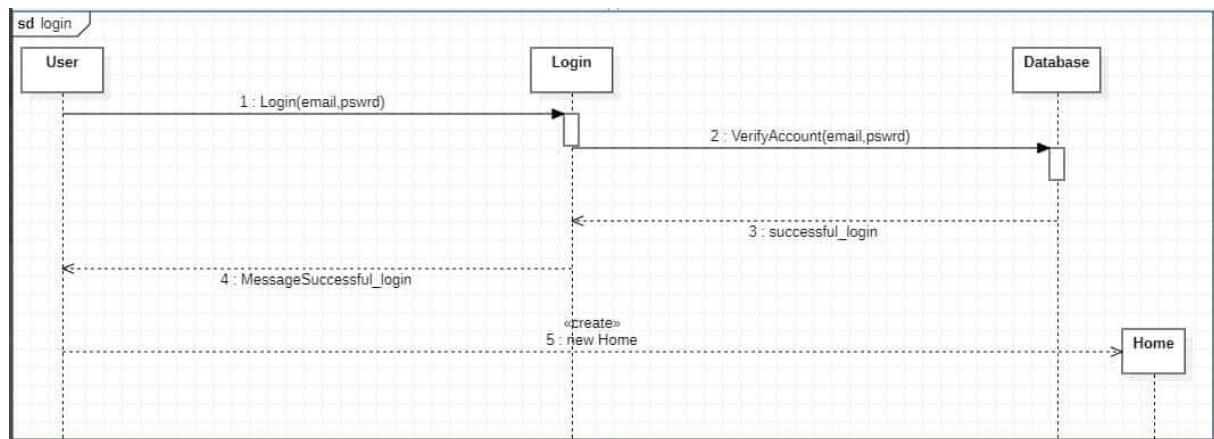 sd login
User
Login
Database
1 : Login(email,pswrd)
2 : VerifyAccount(email,pswrd)
3 : successful_login
4 : MessageSuccessful_login
«create»
5 : new Home
Home